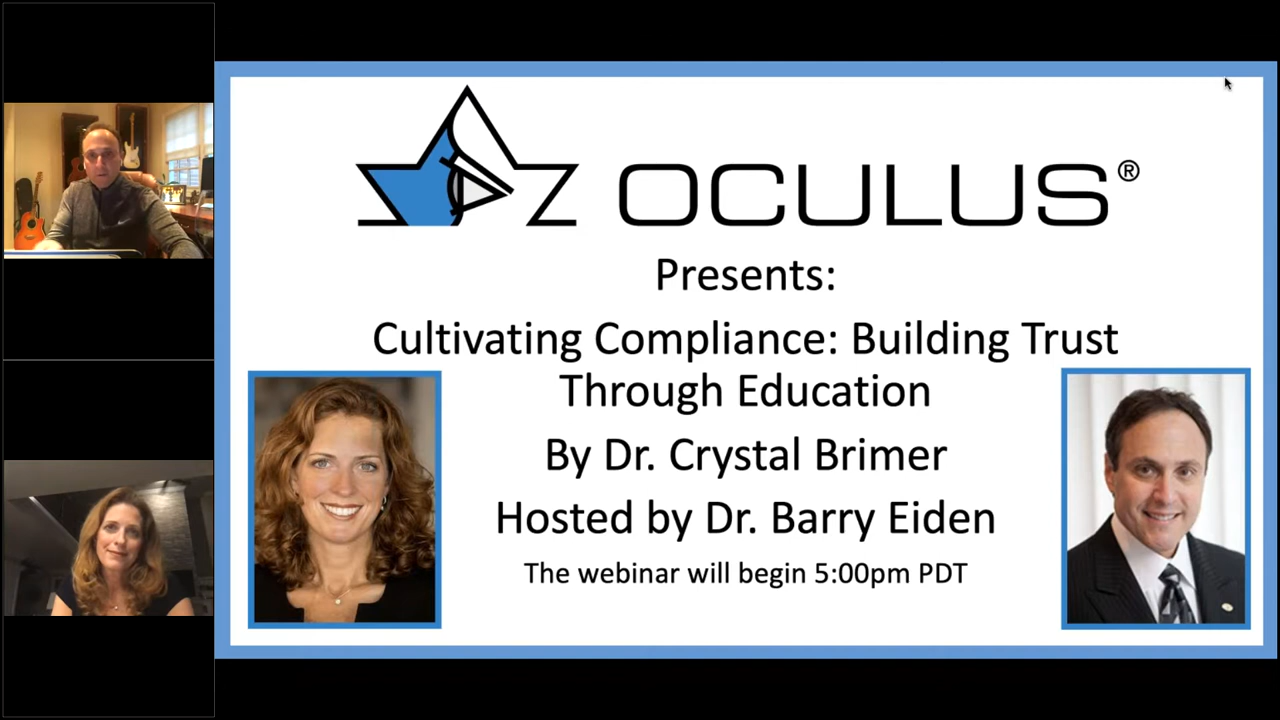 OCULUS®
Presents:
Cultivating Compliance: Building Trust
Through Education
By Dr. Crystal Brimer
Hosted by Dr. Barry Eiden
The webinar will begin 5:00pm PDT